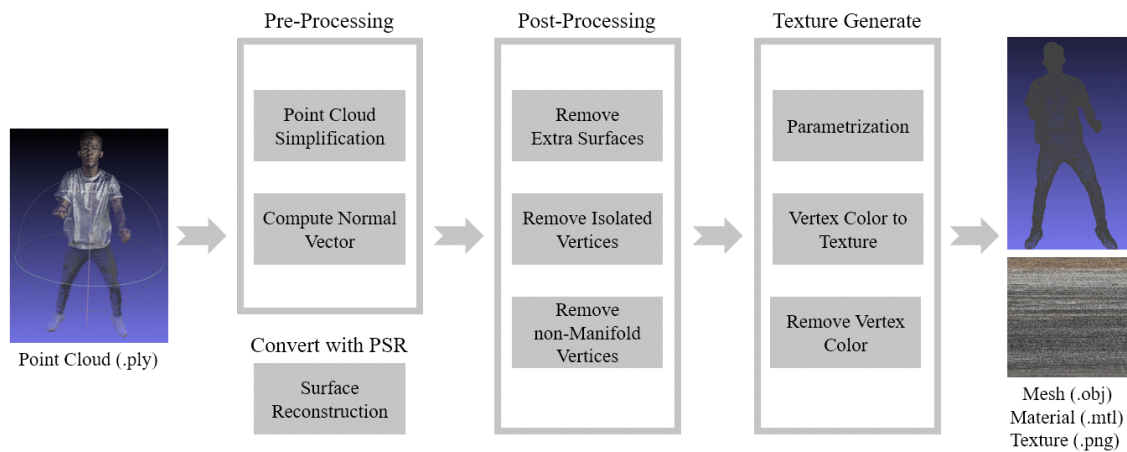 Pre-Processing
Post-Processing
Texture Generate
Point Cloud
Simplification
Compute Normal
Vector
Convert with PSR
Surface
Reconstruction
Remove
Extra Surfaces
Remove Isolated
Vertices
Remove
non-Manifold
Vertices
Parametrization
Vertex Color to
Texture
Remove Vertex
Color
Point Cloud (.ply)
Mesh (.obj)
Material (.mtl)
Texture (.png)